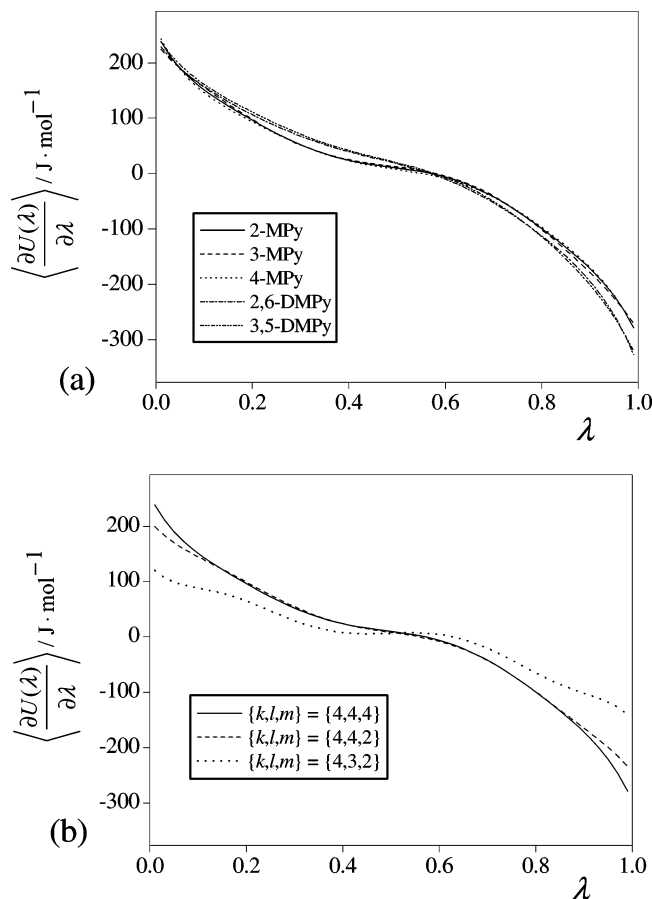 200
100
0
-100
-200
-300
⟨∂U(λ)/∂λ⟩ / J·mol⁻¹
2-MPy
3-MPy
4-MPy
2,6-DMPy
3,5-DMPy
(a)
0.0 0.2 0.4 0.6 0.8 1.0
λ
200
100
0
-100
-200
-300
⟨∂U(λ)/∂λ⟩ / J·mol⁻¹
{k,l,m} = {4,4,4}
{k,l,m} = {4,4,2}
{k,l,m} = {4,3,2}
(b)
0.0 0.2 0.4 0.6 0.8 1.0
λ